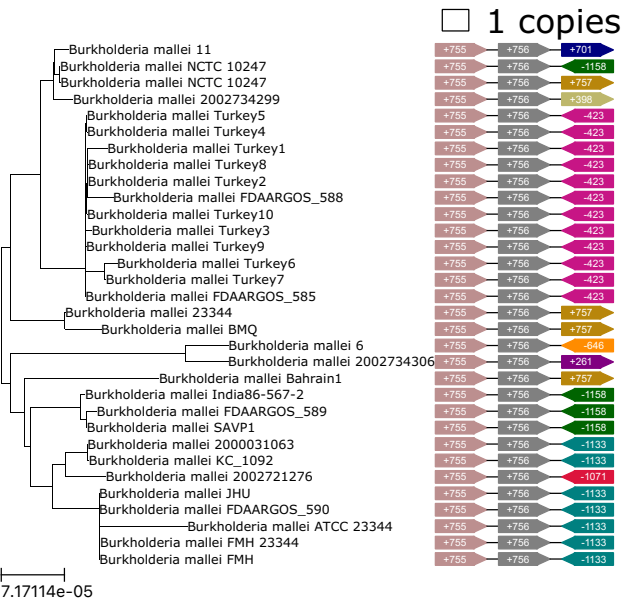 1 copies
Burkholderia mallei 11 +755 +756 +701
Burkholderia mallei NCTC 10247 +755 +756 -1158
Burkholderia mallei NCTC 10247 +755 +756 +757
Burkholderia mallei 2002734299 +755 +756 +398
Burkholderia mallei Turkey5 +755 +756 -423
Burkholderia mallei Turkey4 +755 +756 -423
Burkholderia mallei Turkey1 +755 +756 -423
Burkholderia mallei Turkey8 +755 +756 -423
Burkholderia mallei Turkey2 +755 +756 -423
Burkholderia mallei FDAARGOS_588 +755 +756 -423
Burkholderia mallei Turkey10 +755 +756 -423
Burkholderia mallei Turkey3 +755 +756 -423
Burkholderia mallei Turkey9 +755 +756 -423
Burkholderia mallei Turkey6 +755 +756 -423
Burkholderia mallei Turkey7 +755 +756 -423
Burkholderia mallei FDAARGOS_585 +755 +756 -423
Burkholderia mallei 23344 +755 +756 +757
Burkholderia mallei BMQ +755 +756 +757
Burkholderia mallei 6 +755 +756 -646
Burkholderia mallei 2002734306 +755 +756 +261
Burkholderia mallei Bahrain1 +755 +756 +757
Burkholderia mallei India86-567-2 +755 +756 -1158
Burkholderia mallei FDAARGOS_589 +755 +756 -1158
Burkholderia mallei SAVP1 +755 +756 -1158
Burkholderia mallei 2000031063 +755 +756 -1133
Burkholderia mallei KC_1092 +755 +756 -1133
Burkholderia mallei 2002721276 +755 +756 -1071
Burkholderia mallei JHU +755 +756 -1133
Burkholderia mallei FDAARGOS_590 +755 +756 -1133
Burkholderia mallei ATCC 23344 +755 +756 -1133
Burkholderia mallei FMH 23344 +755 +756 -1133
Burkholderia mallei FMH +755 +756 -1133
7.17114e-05